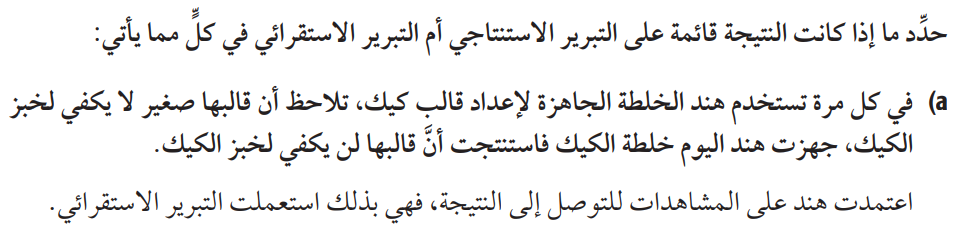 حدِّد ما إذا كانت النتيجة قائمة على التبرير الاستنتاجي أم التبرير الاستقرائي في كلٍّ مما يأتي:
a) في كل مرة تستخدم هند الخلطة الجاهزة لإعداد قالب كيك، تلاحظ أن قالبها صغير لا يكفي لخبز
الكيك، جهزت هند اليوم خلطة الكيك فاستنتجت أنَّ قالبها لن يكفي لخبز الكيك.
اعتمدت هند على المشاهدات للتوصل إلى النتيجة، فهي بذلك استعملت التبرير الاستقرائي.